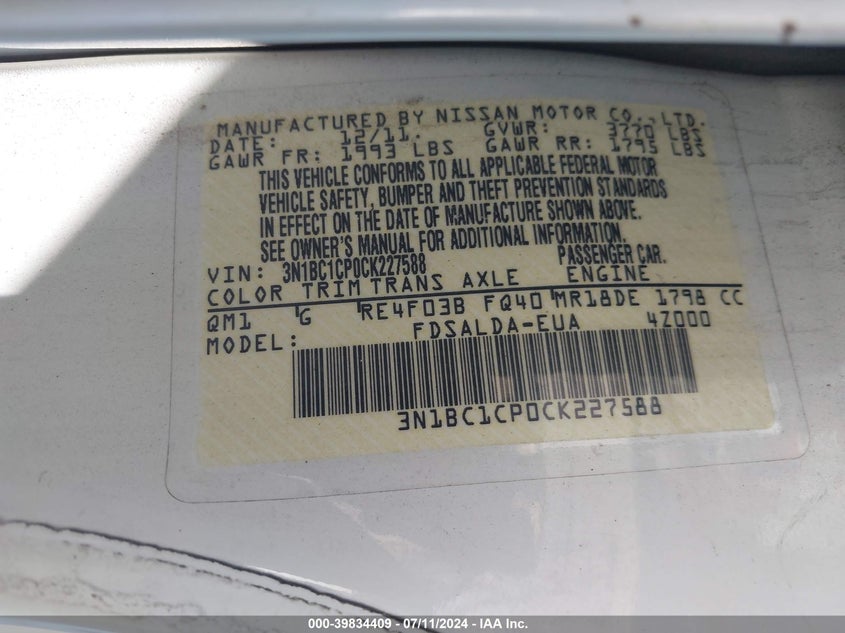 MANUFACTURED BY NISSAN MOTOR CO.,LTD.
DATE: 12/11. GVWR: 3770 LBS
GAWR FR: 1993 LBS GAWR RR: 1795 LBS
THIS VEHICLE CONFORMS TO ALL APPLICABLE FEDERAL MOTOR
VEHICLE SAFETY, BUMPER AND THEFT PREVENTION STANDARDS
IN EFFECT ON THE DATE OF MANUFACTURE SHOWN ABOVE.
SEE OWNER'S MANUAL FOR ADDITIONAL INFORMATION.
VIN: 3N1BC1CP0CK227588 PASSENGER CAR.
COLOR TRIM TRANS AXLE ENGINE
QM1 G RE4F03B FQ40 MR18DE 1798 CC
MODEL: FDSALDA-EUA 4Z000
3N1BC1CP0CK227588
000-39834409 - 07/11/2024 - IAA Inc.